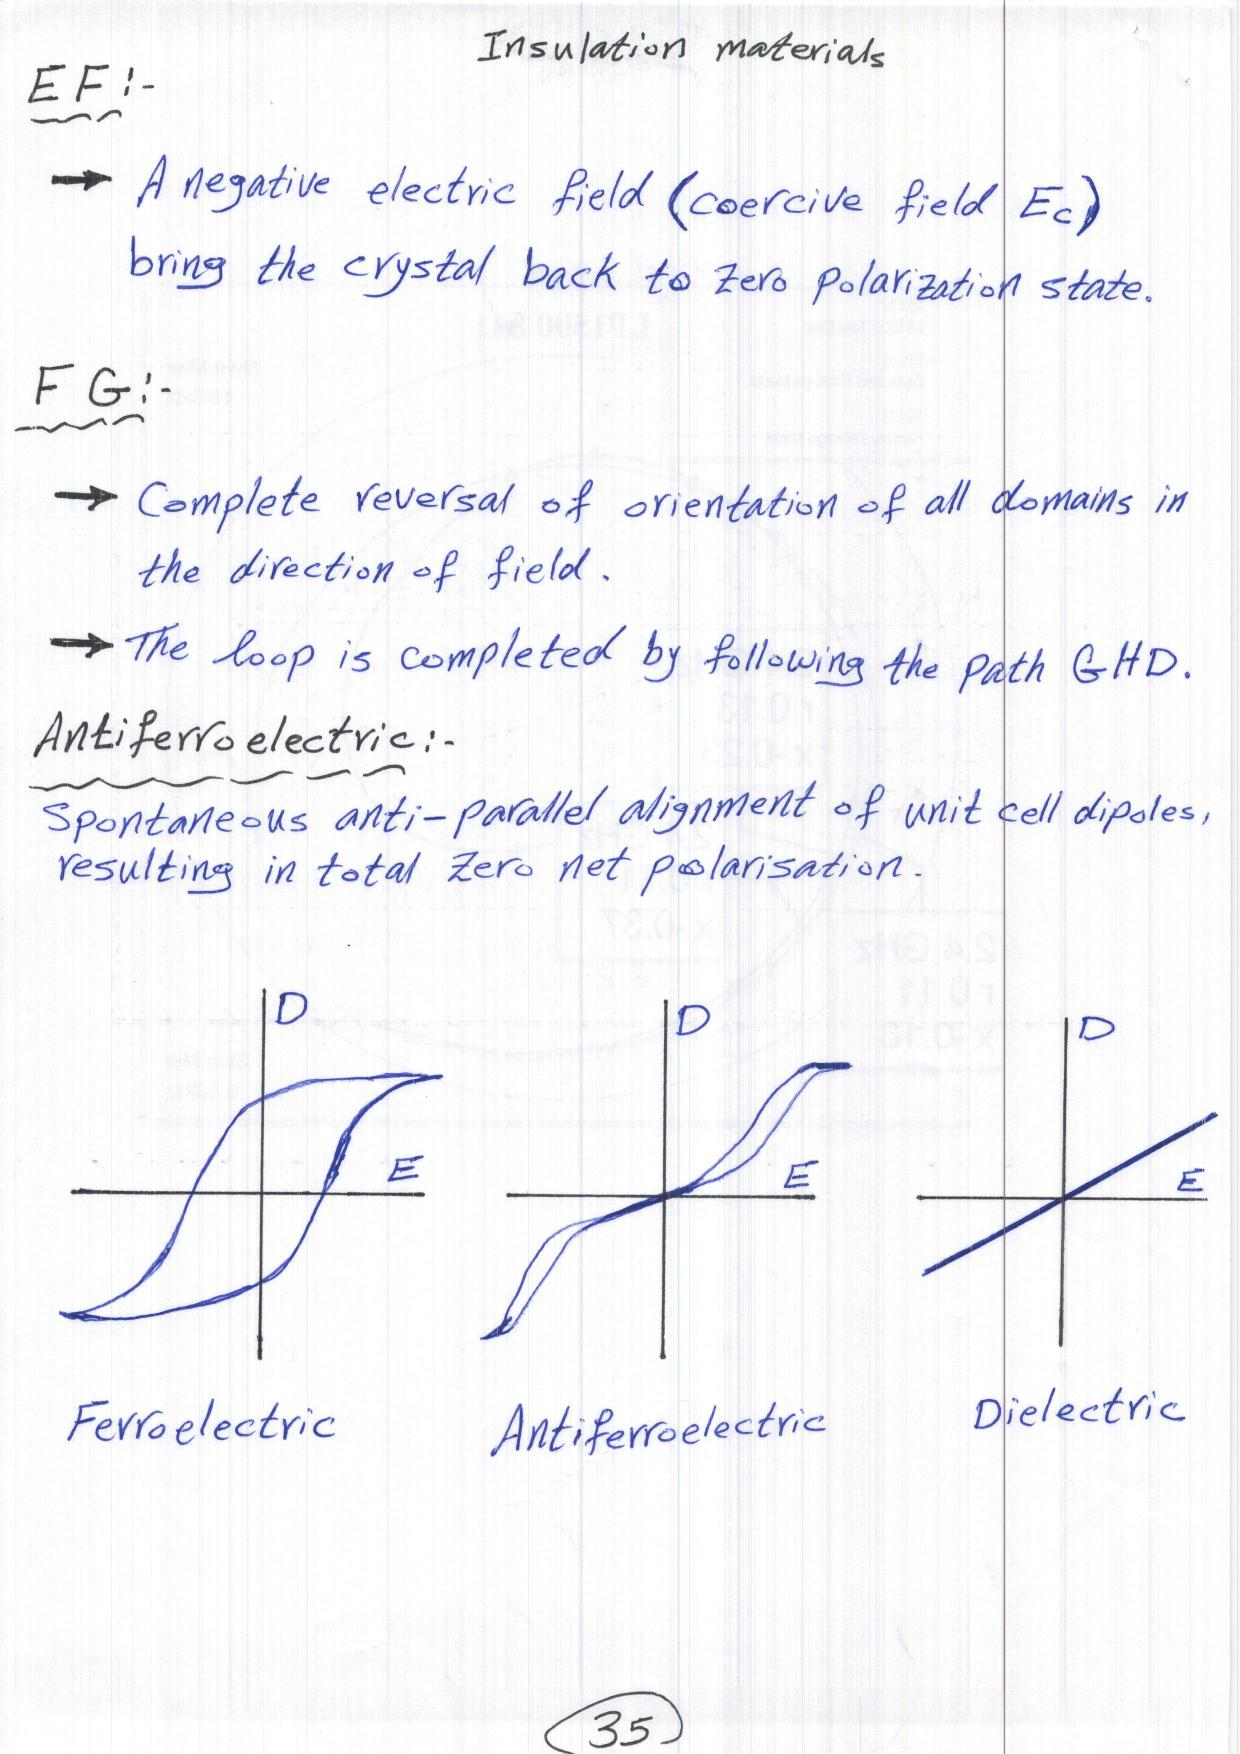 Insulation materials
EF:-
→ A negative electric field (coercive field Ec)
bring the crystal back to zero polarization state.
FG:-
→ Complete reversal of orientation of all domains in
the direction of field.
→ The loop is completed by following the path GHD.
Antiferroelectric:-
Spontaneous anti-parallel alignment of unit cell dipoles,
resulting in total zero net polarisation.
D D D
E E E
Ferroelectric Antiferroelectric Dielectric
35